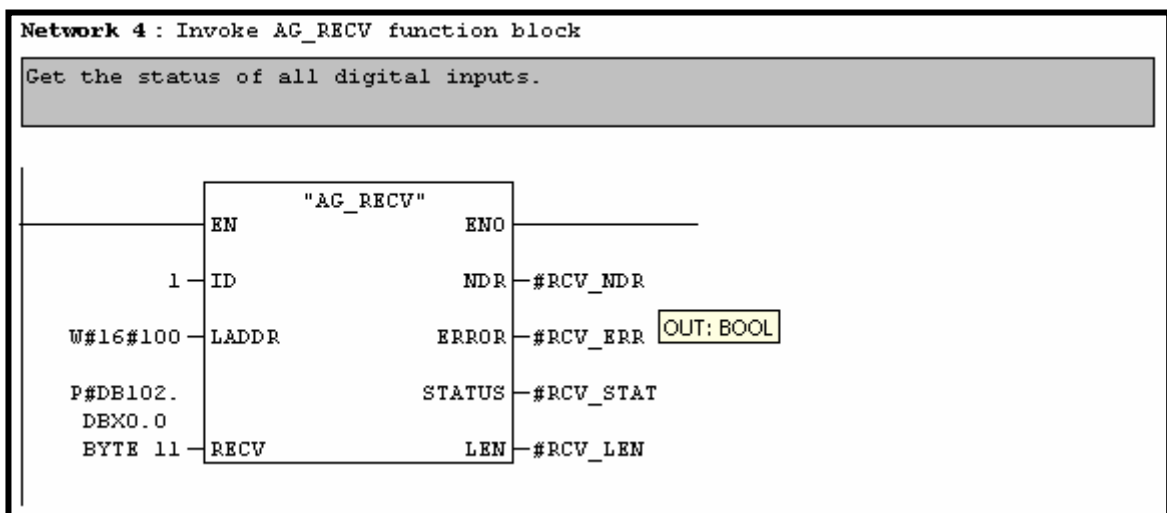 Network 4 : Invoke AG_RECV function block
Get the status of all digital inputs.
"AG_RECV"
EN ENO
1 ID NDR #RCV_NDR
W#16#100 LADDR ERROR #RCV_ERR OUT: BOOL
P#DB102. STATUS #RCV_STAT
DBX0.0
BYTE 11 RECV LEN #RCV_LEN